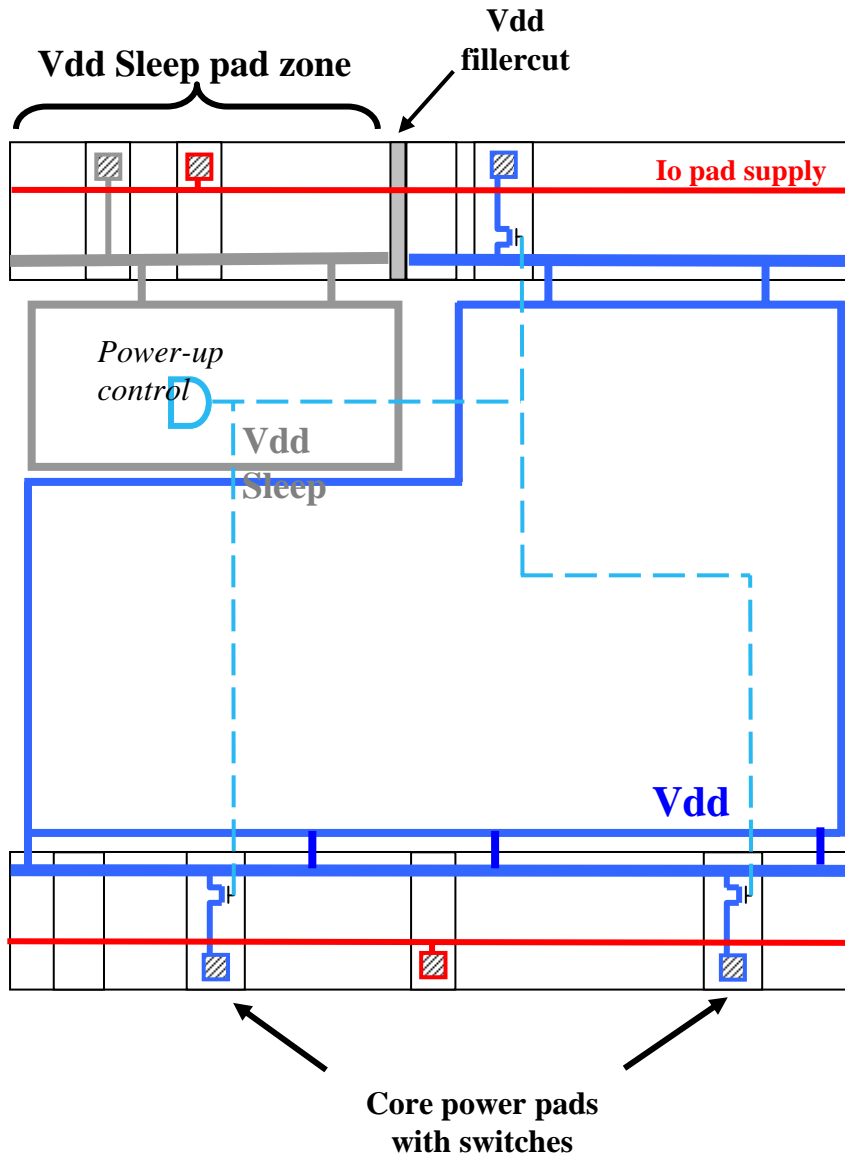 Vdd
fillercut
Vdd Sleep pad zone
Io pad supply
Power-up
control
Vdd
Sleep
Vdd
Core power pads
with switches